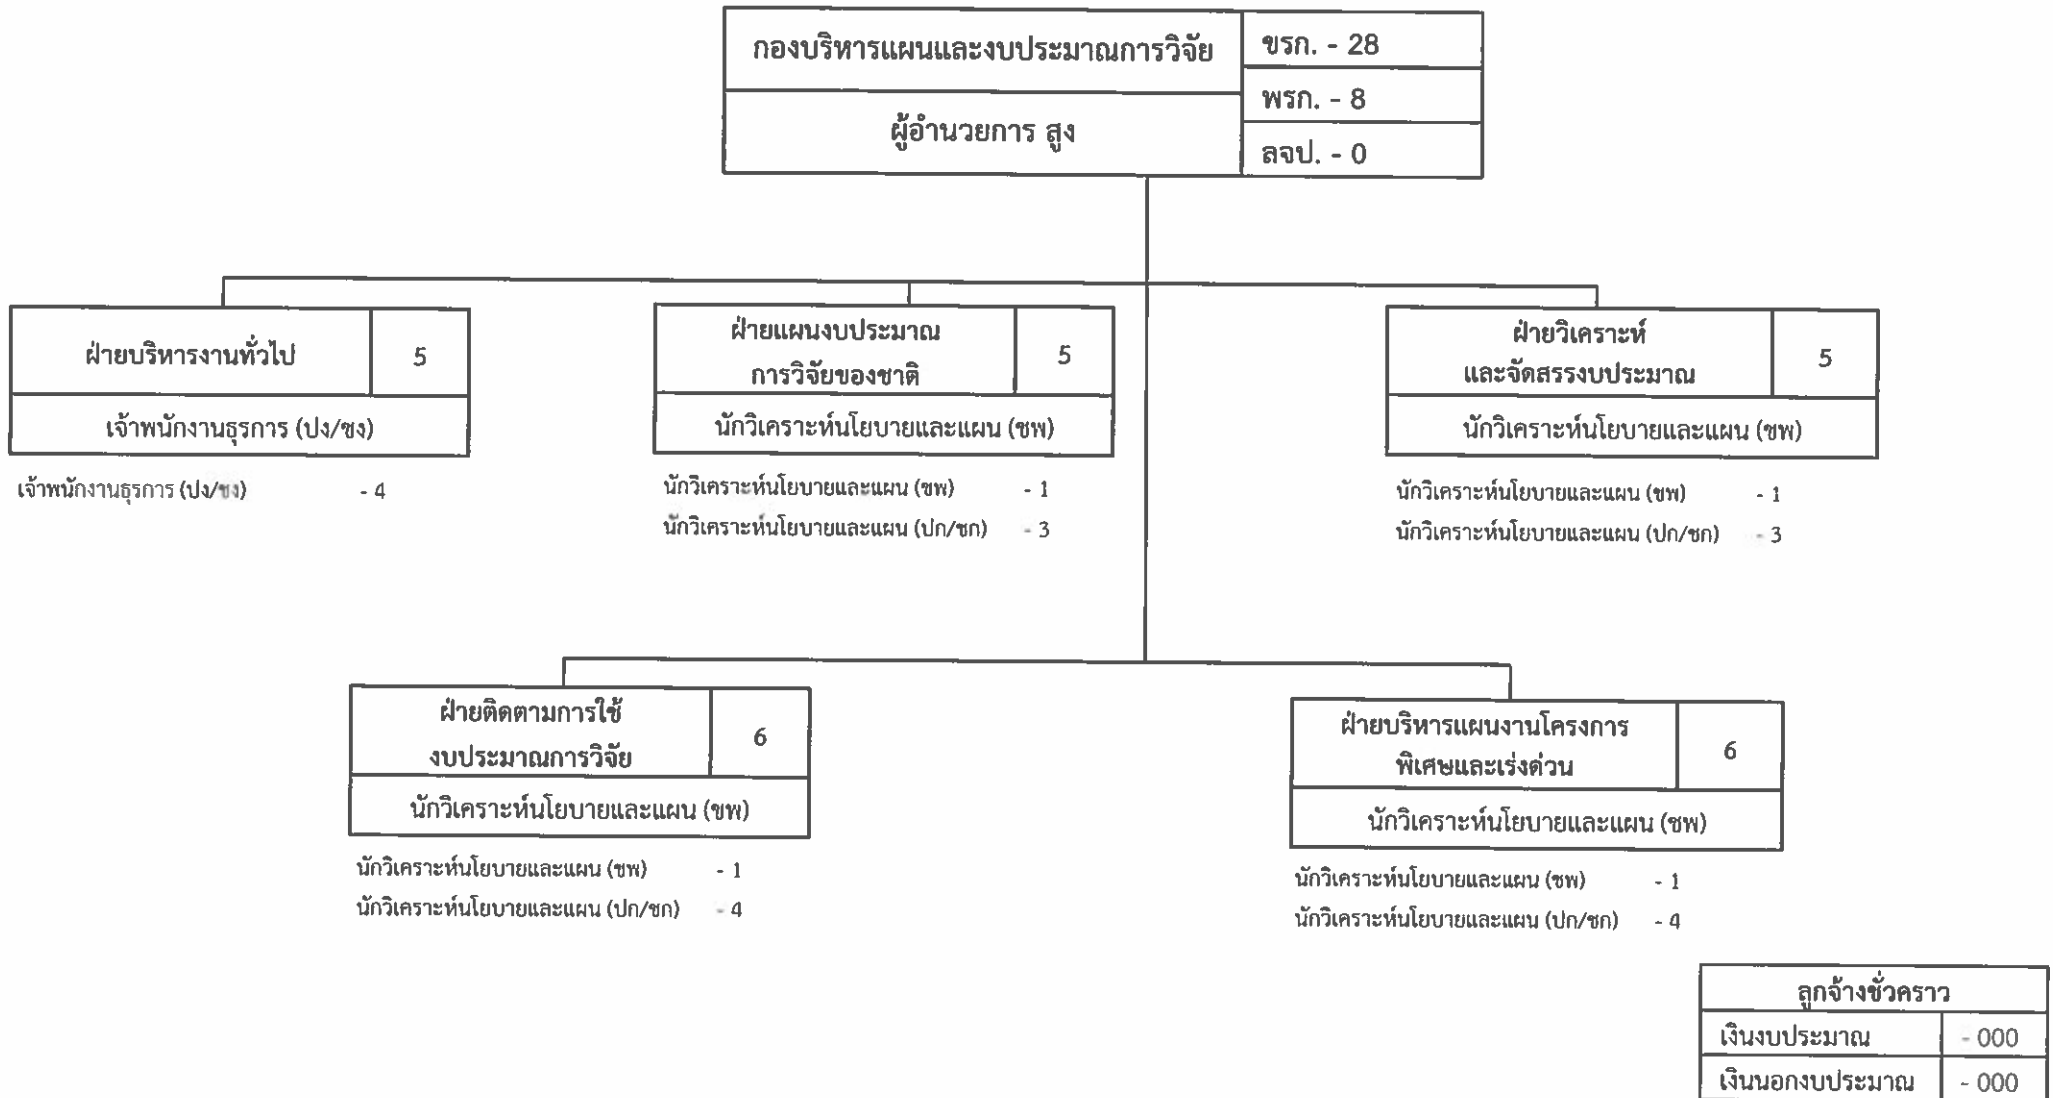 กองบริหารแผนและงบประมาณการวิจัย
ขรก. - 28
พรก. - 8
ผู้อำนวยการ สูง
ลจป. - 0
ฝ่ายบริหารงานทั่วไป
5
เจ้าพนักงานธุรการ (ปง/ชง)
เจ้าพนักงานธุรการ (ปง/ชง) - 4
ฝ่ายแผนงบประมาณ
การวิจัยของชาติ
5
นักวิเคราะห์นโยบายและแผน (ชพ)
นักวิเคราะห์นโยบายและแผน (ชพ) - 1
นักวิเคราะห์นโยบายและแผน (ปก/ชก) - 3
ฝ่ายวิเคราะห์
และจัดสรรงบประมาณ
5
นักวิเคราะห์นโยบายและแผน (ชพ)
นักวิเคราะห์นโยบายและแผน (ชพ) - 1
นักวิเคราะห์นโยบายและแผน (ปก/ชก) - 3
ฝ่ายติดตามการใช้
งบประมาณการวิจัย
6
นักวิเคราะห์นโยบายและแผน (ชพ)
นักวิเคราะห์นโยบายและแผน (ชพ) - 1
นักวิเคราะห์นโยบายและแผน (ปก/ชก) - 4
ฝ่ายบริหารแผนงานโครงการ
พิเศษและเร่งด่วน
6
นักวิเคราะห์นโยบายและแผน (ชพ)
นักวิเคราะห์นโยบายและแผน (ชพ) - 1
นักวิเคราะห์นโยบายและแผน (ปก/ชก) - 4
ลูกจ้างชั่วคราว
เงินงบประมาณ - 000
เงินนอกงบประมาณ - 000